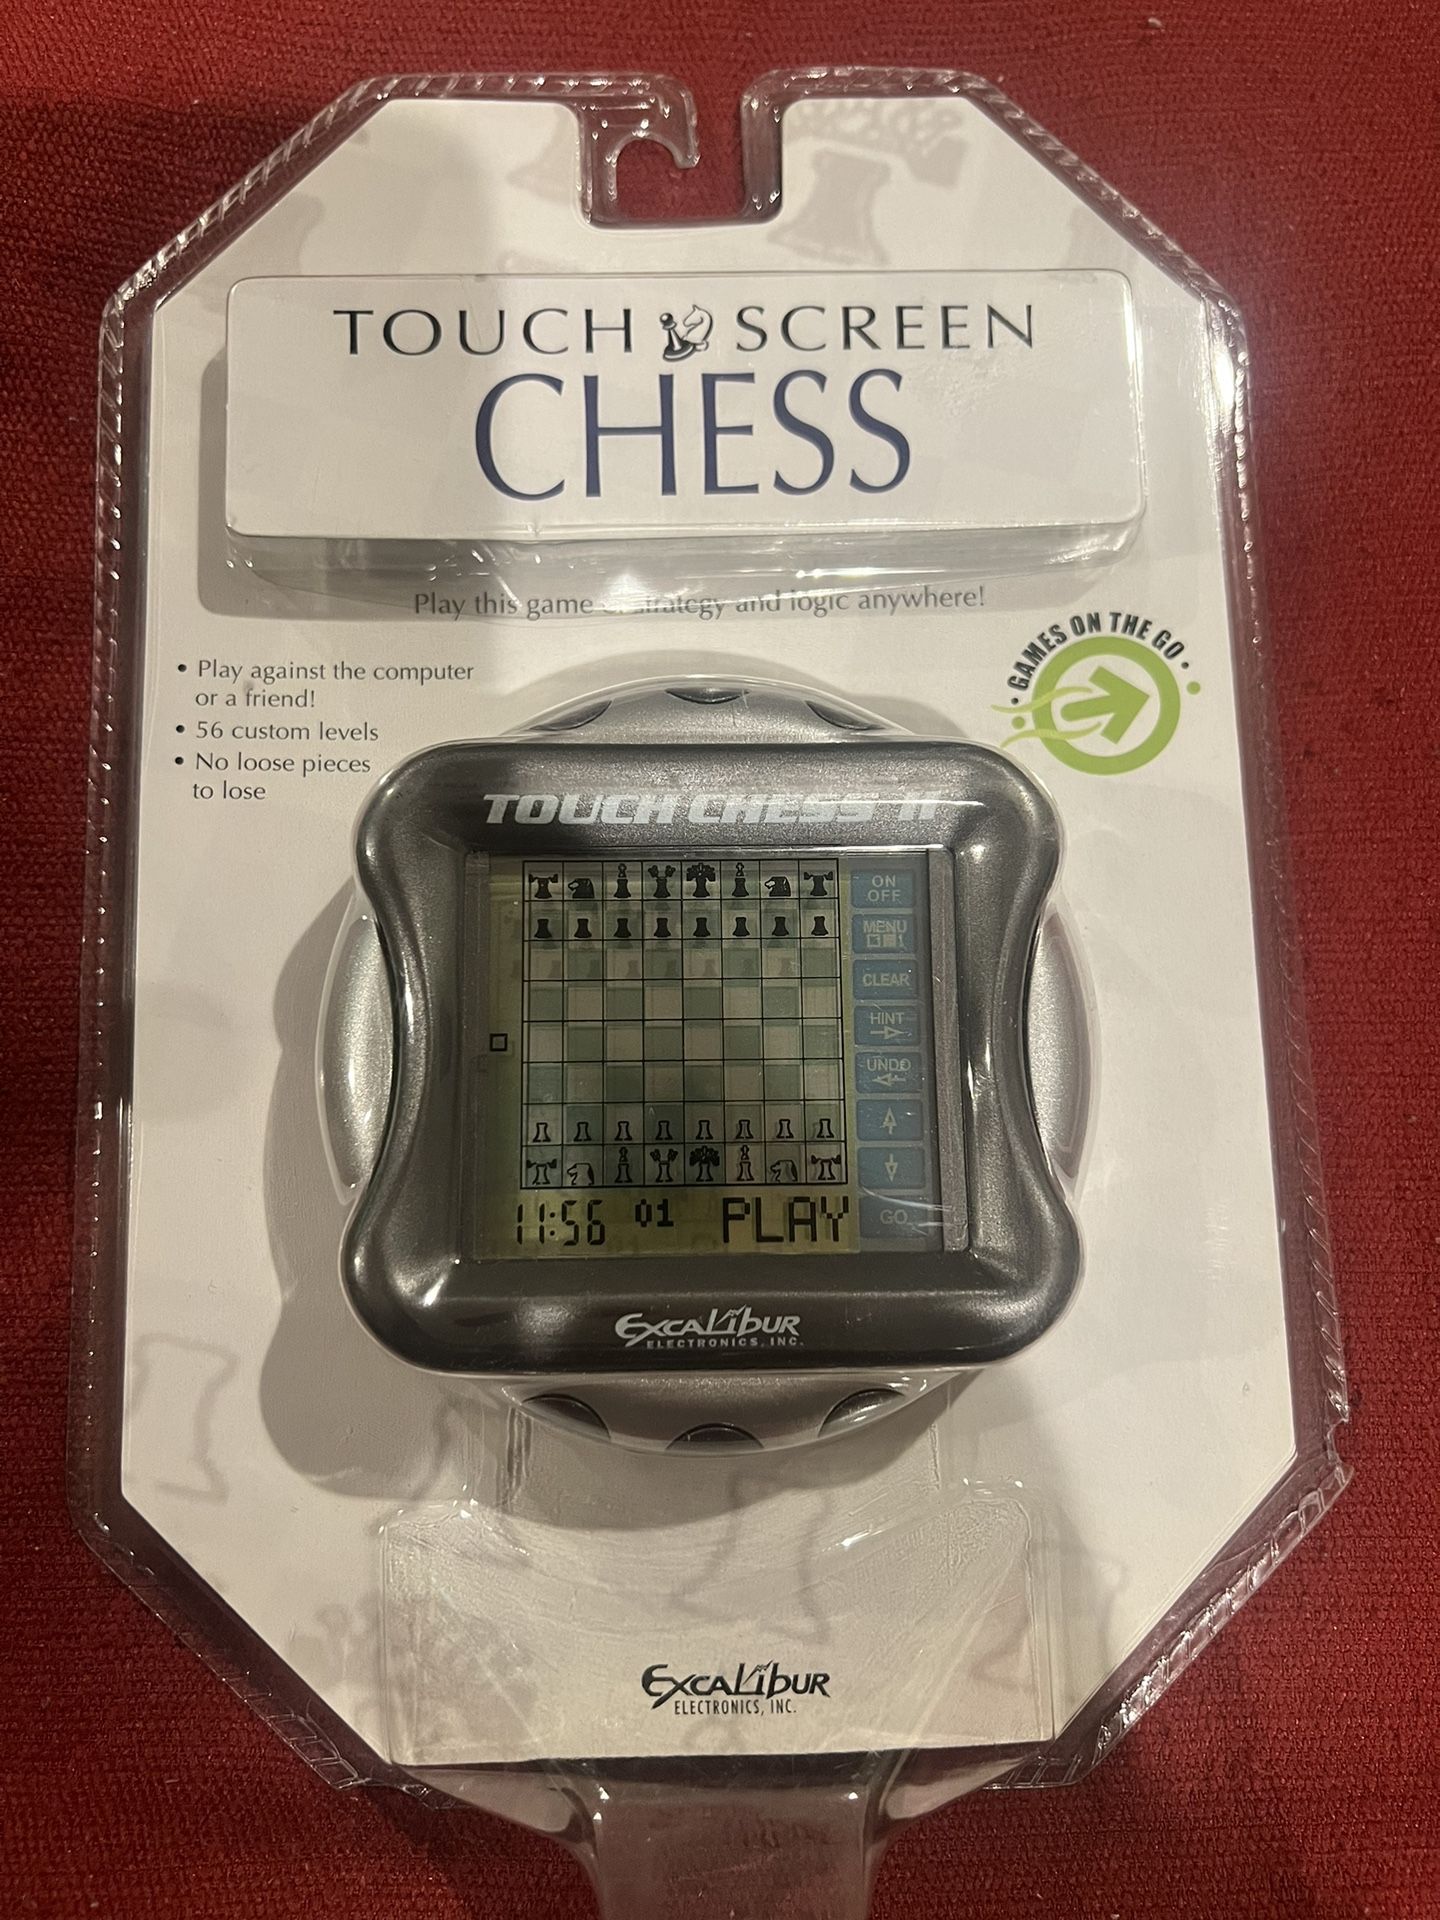 TOUCH SCREEN
CHESS
Play this game of strategy and logic anywhere!
• Play against the computer
or a friend!
• 56 custom levels
• No loose pieces
to lose
• GAMES ON THE GO •
TOUCH CHESS II
ON
OFF
MENU
CLEAR
HINT
UNDO
GO
11:56 01 PLAY
EXCALIBUR
ELECTRONICS, INC.
EXCALIBUR
ELECTRONICS, INC.